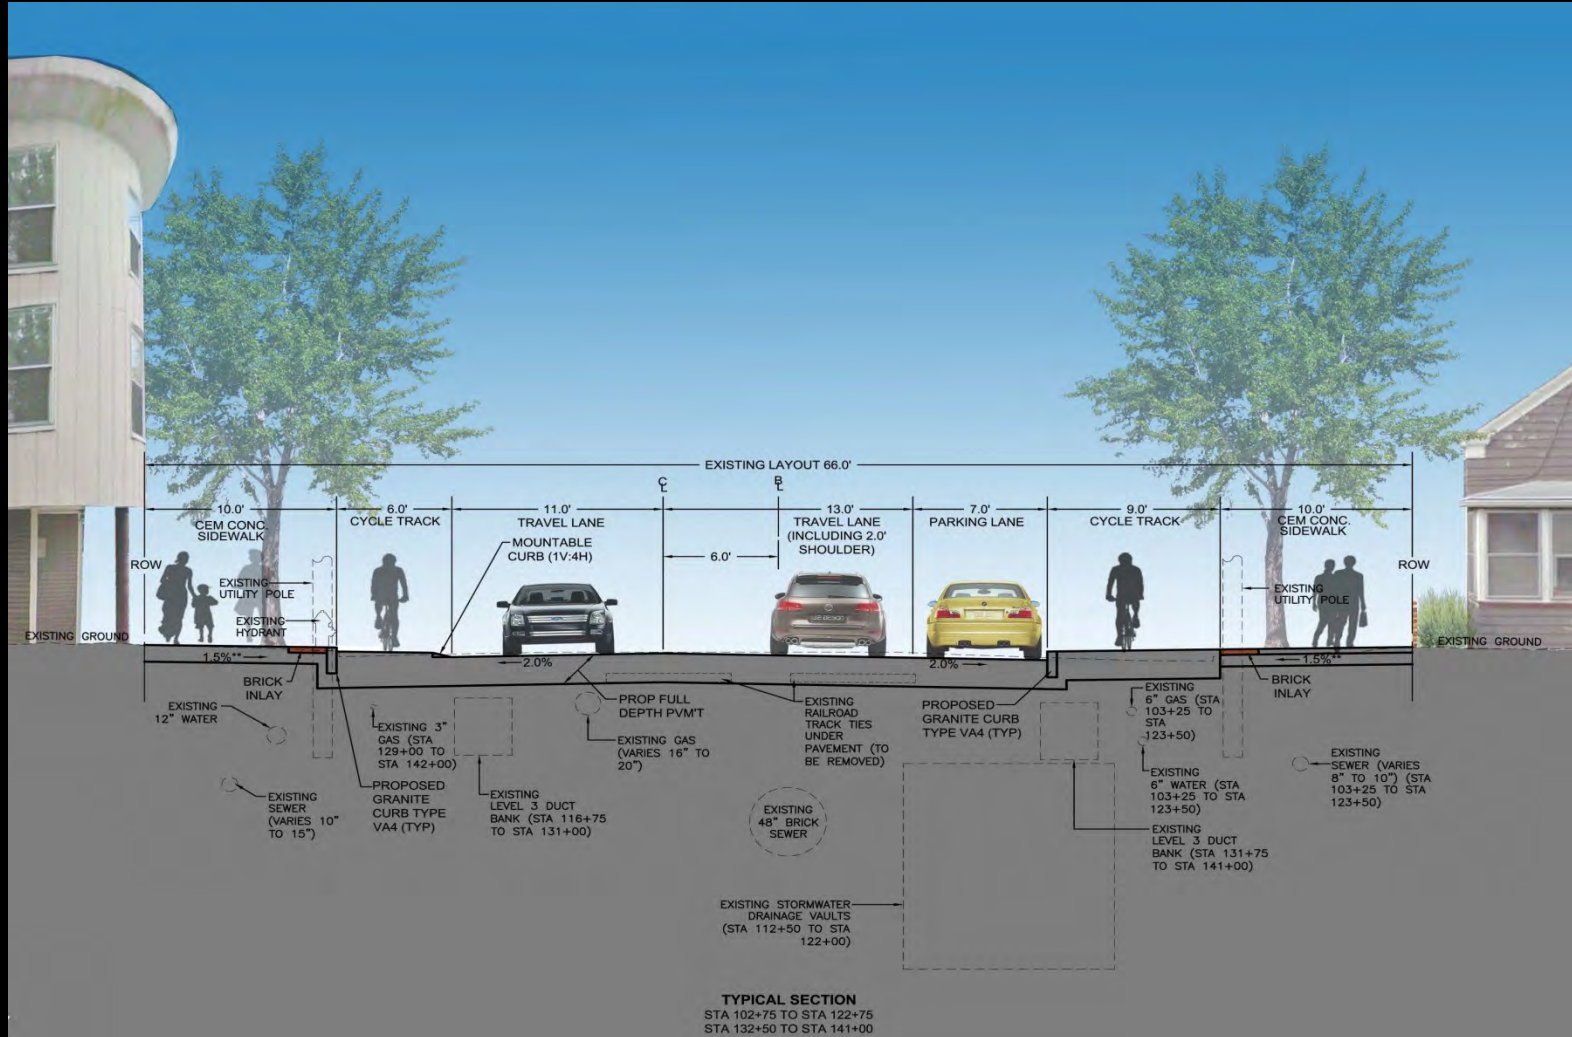 EXISTING LAYOUT 66.0'
10.0'
CEM CONC.
SIDEWALK
6.0'
CYCLE TRACK
11.0'
TRAVEL LANE
C
L
B
L
13.0'
TRAVEL LANE
(INCLUDING 2.0'
SHOULDER)
7.0'
PARKING LANE
9.0'
CYCLE TRACK
10.0'
CEM CONC.
SIDEWALK
MOUNTABLE
CURB (1V:4H)
6.0'
ROW
ROW
EXISTING
UTILITY POLE
EXISTING
HYDRANT
EXISTING
UTILITY POLE
EXISTING GROUND
EXISTING GROUND
1.5%**
2.0%
2.0%
1.5%**
BRICK
INLAY
BRICK
INLAY
EXISTING
12" WATER
EXISTING 3"
GAS (STA
129+00 TO
STA 142+00)
PROP FULL
DEPTH PVM'T
EXISTING GAS
(VARIES 16" TO
20")
EXISTING
RAILROAD
TRACK TIES
UNDER
PAVEMENT (TO
BE REMOVED)
PROPOSED
GRANITE CURB
TYPE VA4 (TYP)
EXISTING
6" GAS (STA
103+25 TO
STA
123+50)
EXISTING
SEWER
(VARIES 10"
TO 15")
PROPOSED
GRANITE
CURB TYPE
VA4 (TYP)
EXISTING
LEVEL 3 DUCT
BANK (STA 116+75
TO STA 131+00)
EXISTING
48" BRICK
SEWER
EXISTING
6" WATER (STA
103+25 TO STA
123+50)
EXISTING
SEWER (VARIES
8" TO 10") (STA
103+25 TO STA
123+50)
EXISTING
LEVEL 3 DUCT
BANK (STA 131+75
TO STA 141+00)
EXISTING STORMWATER
DRAINAGE VAULTS
(STA 112+50 TO STA
122+00)
TYPICAL SECTION
STA 102+75 TO STA 122+75
STA 132+50 TO STA 141+00